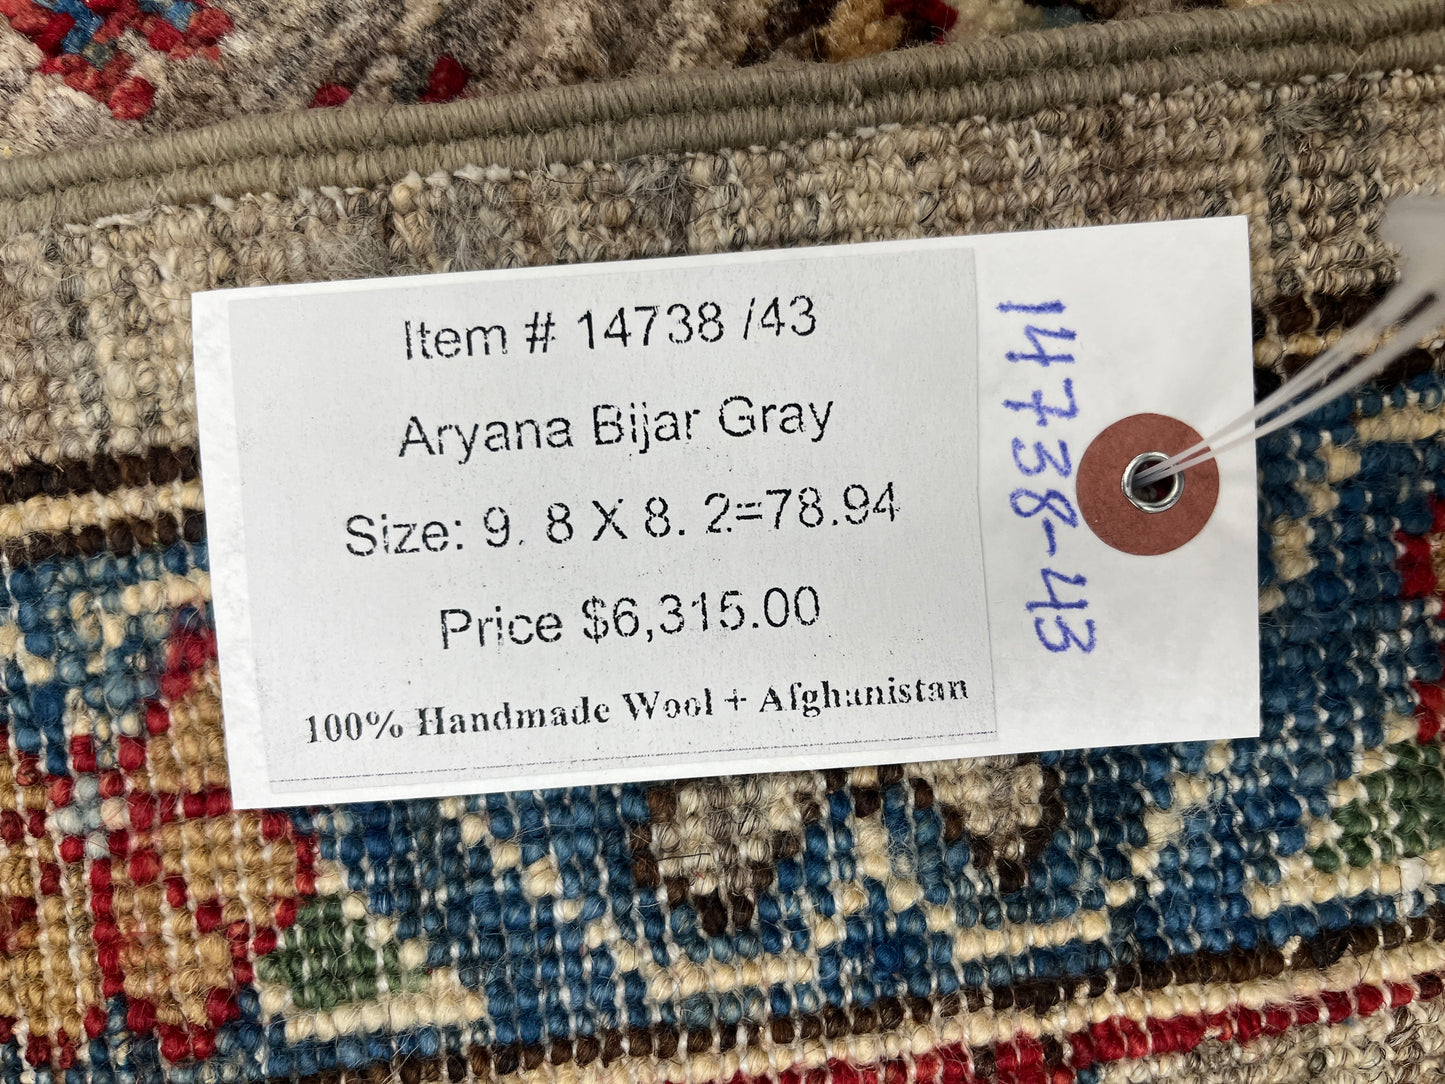 Item # 14738 /43
Aryana Bijar Gray
Size: 9. 8 X 8. 2=78.94
Price $6,315.00
100% Handmade Wool + Afghanistan
14738-43